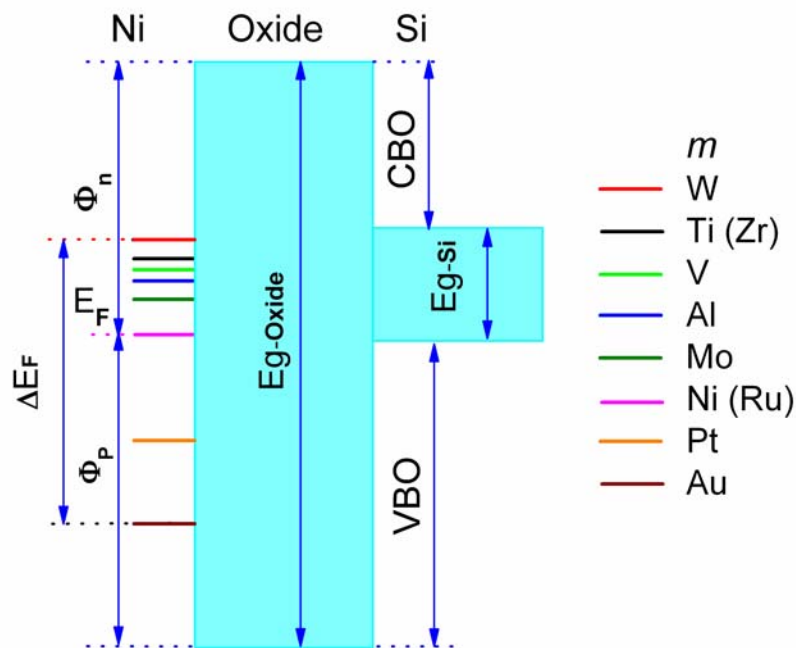 Ni Oxide Si
Φn
EF
ΔEF
ΦP
Eg-Oxide
CBO
Eg-Si
VBO
m
W
Ti (Zr)
V
Al
Mo
Ni (Ru)
Pt
Au